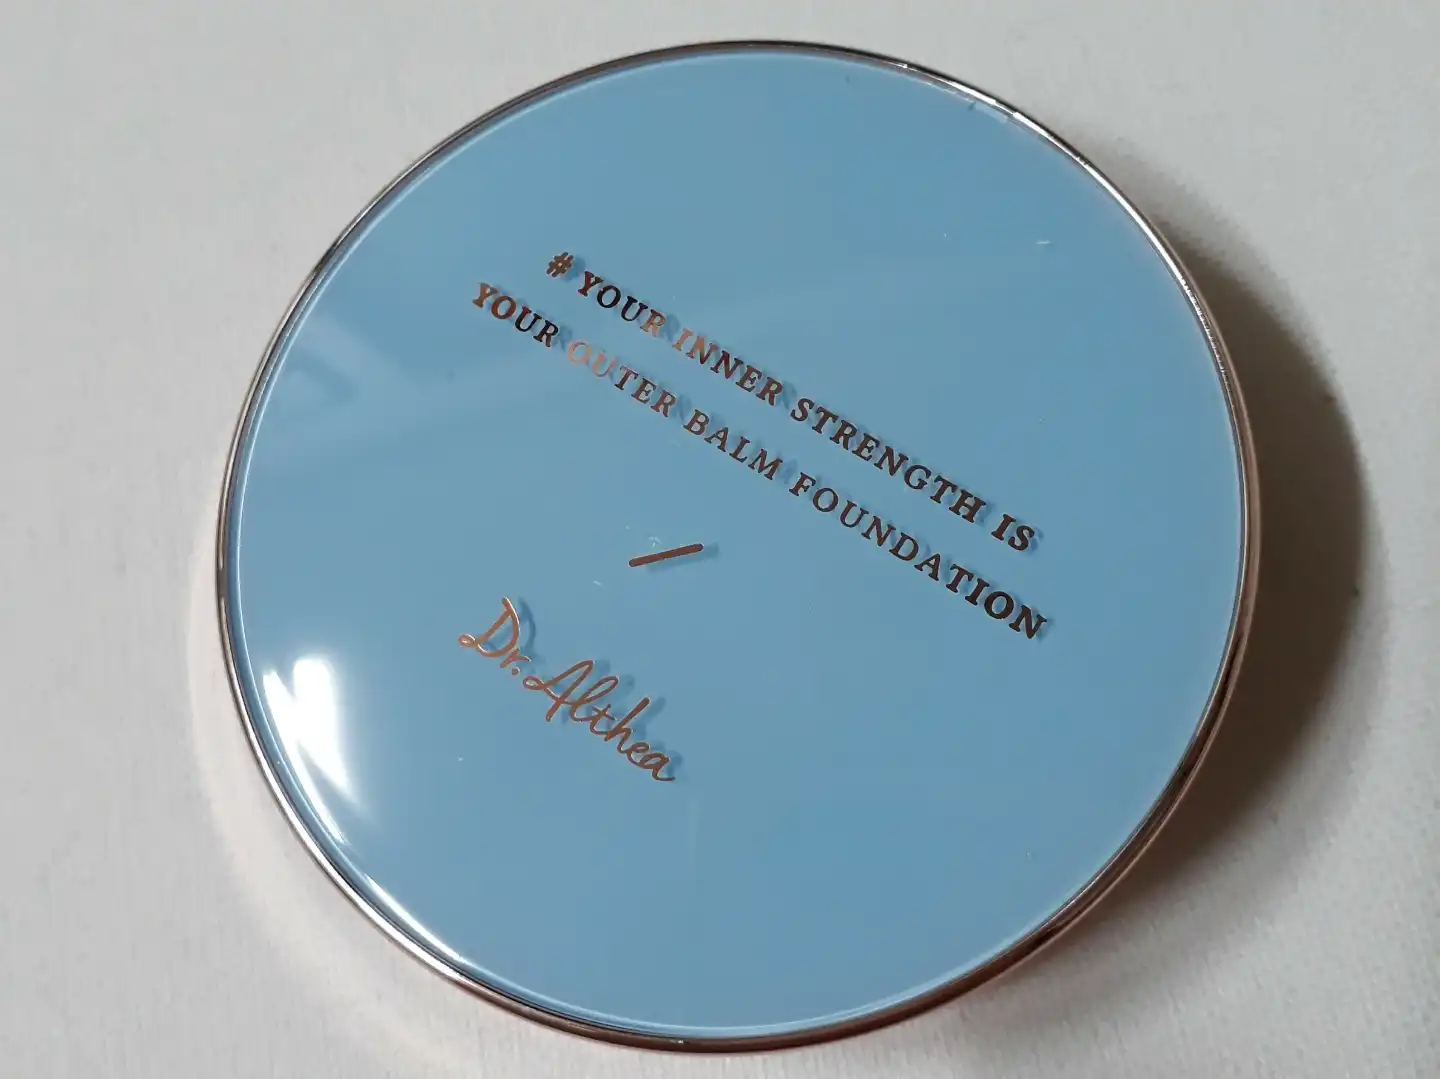 # YOUR INNER STRENGTH IS
YOUR OUTER BALM FOUNDATION
Dr. Althea